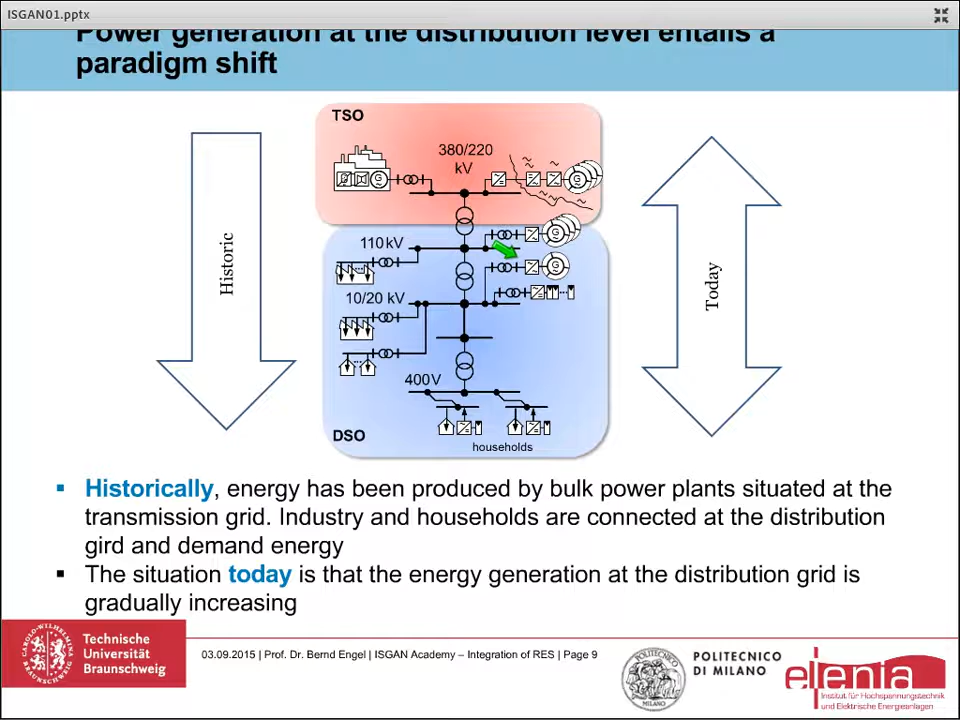 ISGAN01.pptx
Power generation at the distribution level entails a
paradigm shift
TSO
380/220
kV
G
G
Historic
110 kV
G
G
Today
10/20 kV
400 V
DSO
households
Historically, energy has been produced by bulk power plants situated at the
transmission grid. Industry and households are connected at the distribution
gird and demand energy
The situation today is that the energy generation at the distribution grid is
gradually increasing
Technische
Universität
Braunschweig
03.09.2015 | Prof. Dr. Bernd Engel | ISGAN Academy – Integration of RES | Page 9
POLITECNICO
DI MILANO
elenia
Institut für Hochspannungstechnik
und Elektrische Energieanlagen